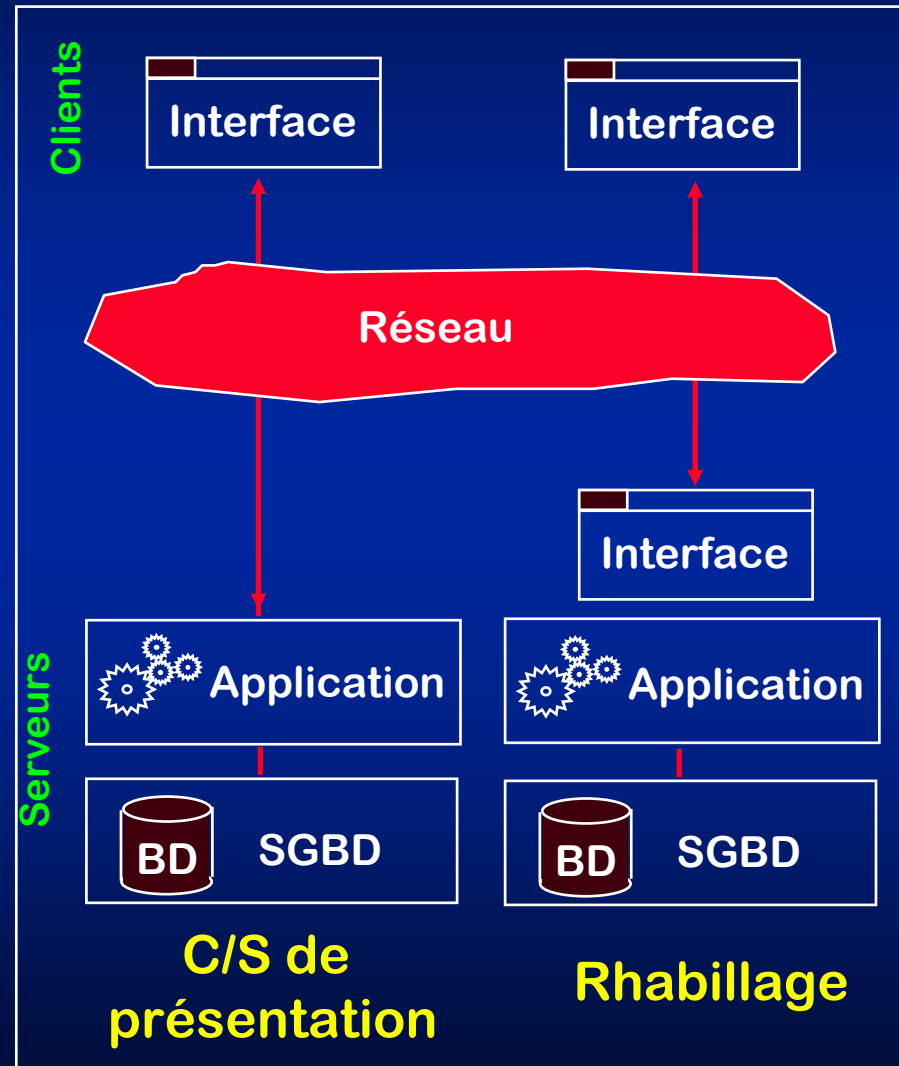 Clients
Interface
Interface
Réseau
Interface
Serveurs
Application
Application
BD
SGBD
BD
SGBD
C/S de
présentation
Rhabillage